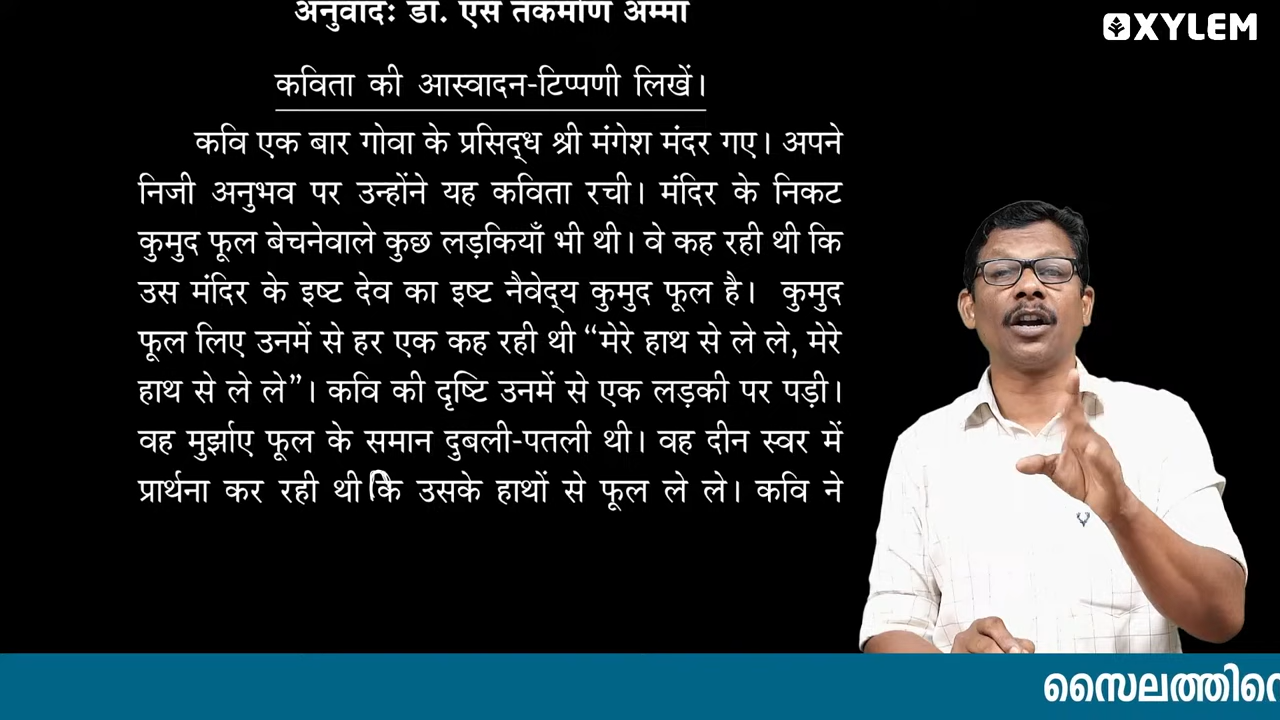 XYLEM
अनुवादः डॉ. एस तंकमणि अम्मा
कविता की आस्वादन-टिप्पणी लिखें।
कवि एक बार गोवा के प्रसिद्ध श्री मंगेश मंदर गए। अपने
निजी अनुभव पर उन्होंने यह कविता रची। मंदिर के निकट
कुमुद फूल बेचनेवाले कुछ लड़कियाँ भी थी। वे कह रही थी कि
उस मंदिर के इष्ट देव का इष्ट नैवेद्य कुमुद फूल है। कुमुद
फूल लिए उनमें से हर एक कह रही थी “मेरे हाथ से ले ले, मेरे
हाथ से ले ले”। कवि की दृष्टि उनमें से एक लड़की पर पड़ी।
वह मुर्झाए फूल के समान दुबली-पतली थी। वह दीन स्वर में
प्रार्थना कर रही थी कि उसके हाथों से फूल ले ले। कवि ने